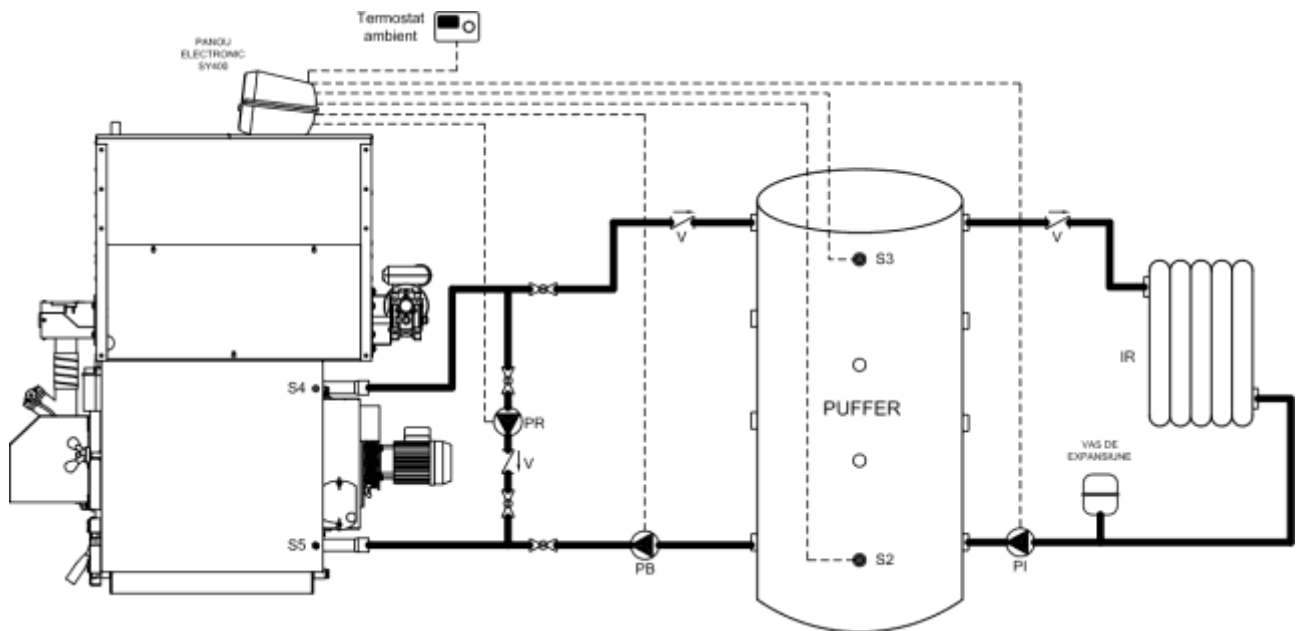 Termostat
ambient
PANOU
ELECTRONIC
SY400
V
V
S3
S4
IR
PUFFER
PR
V
VAS DE
EXPANSIUNE
S5
S2
PB
PI